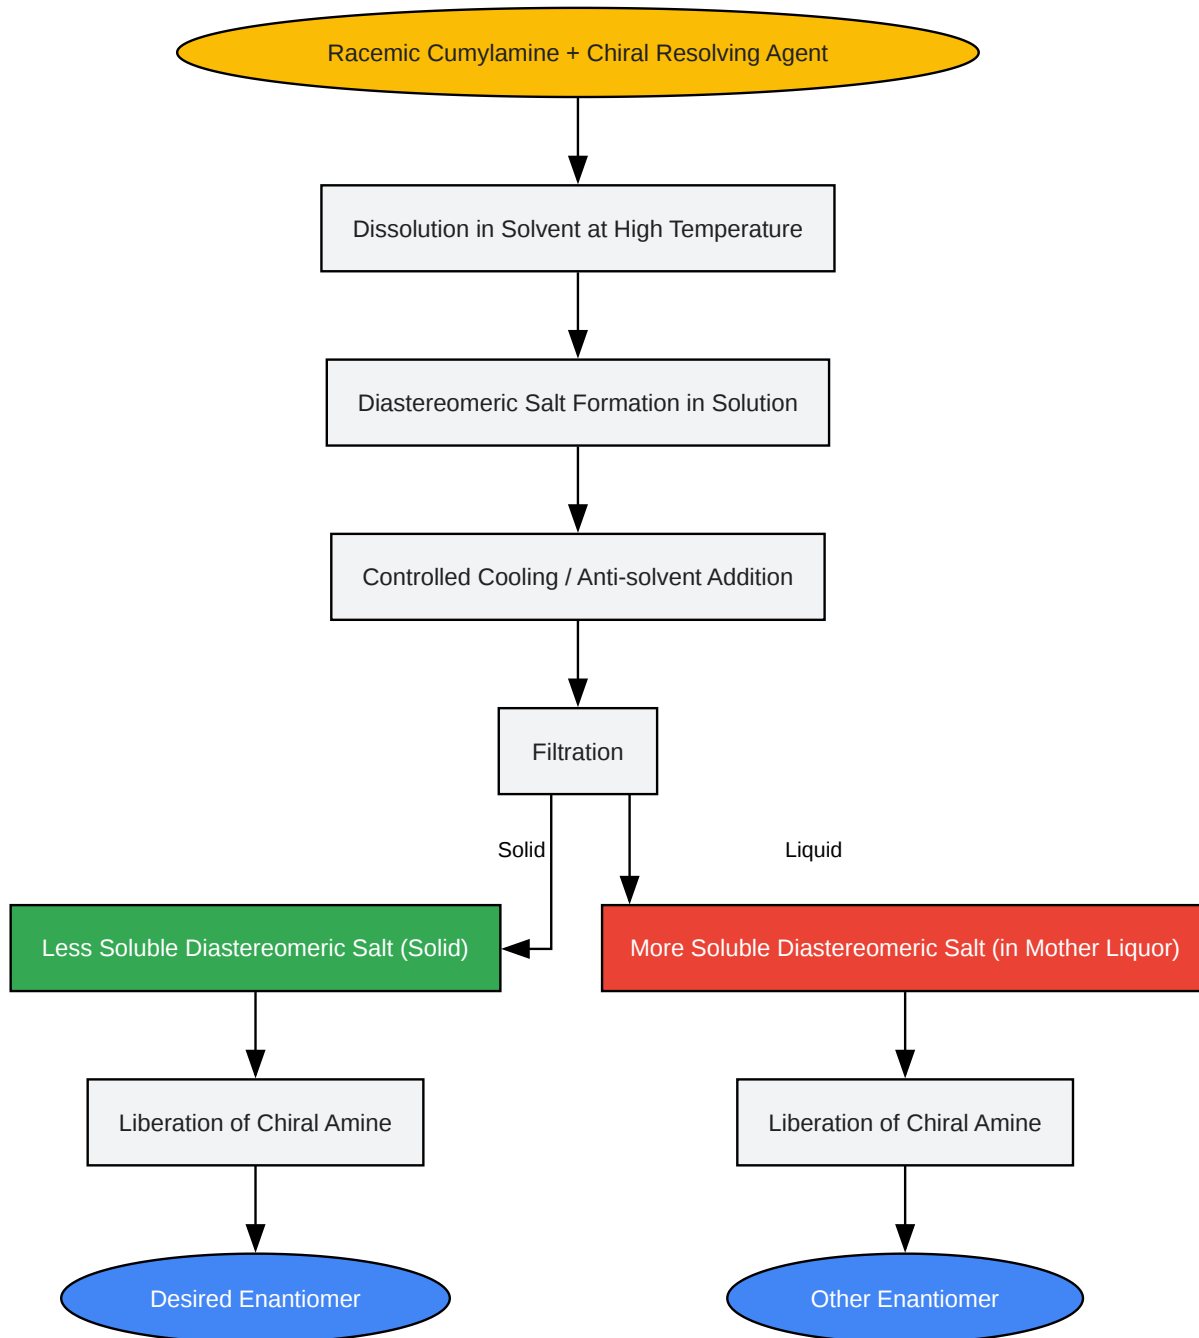 Racemic Cumylamine + Chiral Resolving Agent
Dissolution in Solvent at High Temperature
Diastereomeric Salt Formation in Solution
Controlled Cooling / Anti-solvent Addition
Filtration
Solid
Liquid
Less Soluble Diastereomeric Salt (Solid)
More Soluble Diastereomeric Salt (in Mother Liquor)
Liberation of Chiral Amine
Liberation of Chiral Amine
Desired Enantiomer
Other Enantiomer